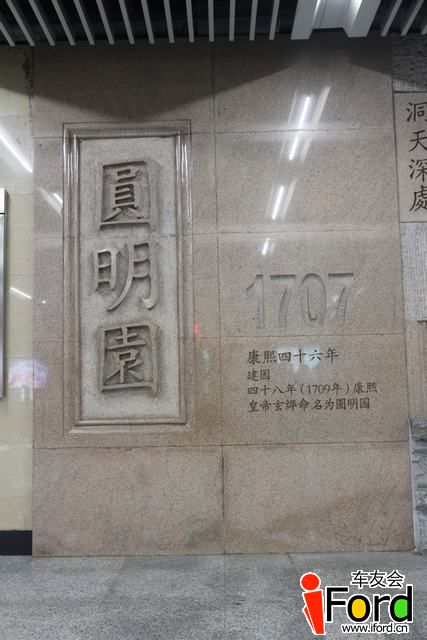 圓明園
1707
康熙四十六年
建园
四十八年（1709年）康熙
皇帝玄烨命名为圓明园
洞天深處
车友会
iFord
www.iford.cn